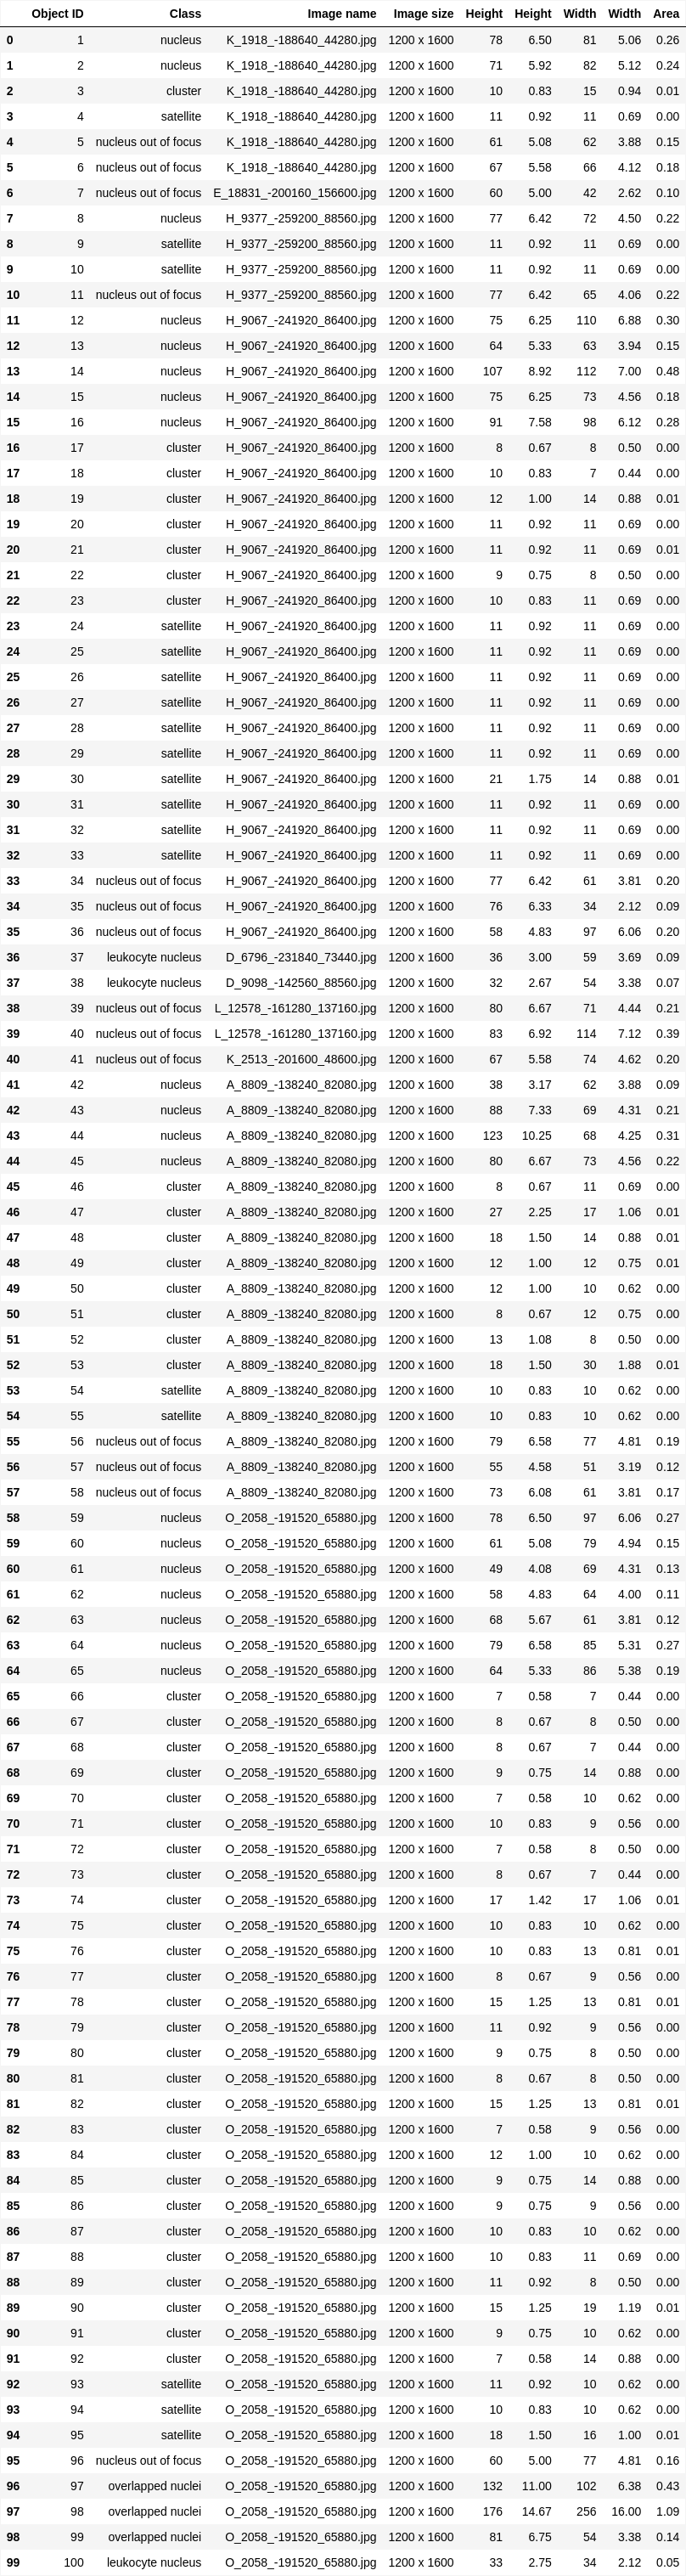 Object ID Class Image name Image size Height Height Width Width Area
0 1 nucleus K_1918_-188640_44280.jpg 1200 x 1600 78 6.50 81 5.06 0.26
1 2 nucleus K_1918_-188640_44280.jpg 1200 x 1600 71 5.92 82 5.12 0.24
2 3 cluster K_1918_-188640_44280.jpg 1200 x 1600 10 0.83 15 0.94 0.01
3 4 satellite K_1918_-188640_44280.jpg 1200 x 1600 11 0.92 11 0.69 0.00
4 5 nucleus out of focus K_1918_-188640_44280.jpg 1200 x 1600 61 5.08 62 3.88 0.15
5 6 nucleus out of focus K_1918_-188640_44280.jpg 1200 x 1600 67 5.58 66 4.12 0.18
6 7 nucleus out of focus E_18831_-200160_156600.jpg 1200 x 1600 60 5.00 42 2.62 0.10
7 8 nucleus H_9377_-259200_88560.jpg 1200 x 1600 77 6.42 72 4.50 0.22
8 9 satellite H_9377_-259200_88560.jpg 1200 x 1600 11 0.92 11 0.69 0.00
9 10 satellite H_9377_-259200_88560.jpg 1200 x 1600 11 0.92 11 0.69 0.00
10 11 nucleus out of focus H_9377_-259200_88560.jpg 1200 x 1600 77 6.42 65 4.06 0.22
11 12 nucleus H_9067_-241920_86400.jpg 1200 x 1600 75 6.25 110 6.88 0.30
12 13 nucleus H_9067_-241920_86400.jpg 1200 x 1600 64 5.33 63 3.94 0.15
13 14 nucleus H_9067_-241920_86400.jpg 1200 x 1600 107 8.92 112 7.00 0.48
14 15 nucleus H_9067_-241920_86400.jpg 1200 x 1600 75 6.25 73 4.56 0.18
15 16 nucleus H_9067_-241920_86400.jpg 1200 x 1600 91 7.58 98 6.12 0.28
16 17 cluster H_9067_-241920_86400.jpg 1200 x 1600 8 0.67 8 0.50 0.00
17 18 cluster H_9067_-241920_86400.jpg 1200 x 1600 10 0.83 7 0.44 0.00
18 19 cluster H_9067_-241920_86400.jpg 1200 x 1600 12 1.00 14 0.88 0.01
19 20 cluster H_9067_-241920_86400.jpg 1200 x 1600 11 0.92 11 0.69 0.00
20 21 cluster H_9067_-241920_86400.jpg 1200 x 1600 11 0.92 11 0.69 0.01
21 22 cluster H_9067_-241920_86400.jpg 1200 x 1600 9 0.75 8 0.50 0.00
22 23 cluster H_9067_-241920_86400.jpg 1200 x 1600 10 0.83 11 0.69 0.00
23 24 satellite H_9067_-241920_86400.jpg 1200 x 1600 11 0.92 11 0.69 0.00
24 25 satellite H_9067_-241920_86400.jpg 1200 x 1600 11 0.92 11 0.69 0.00
25 26 satellite H_9067_-241920_86400.jpg 1200 x 1600 11 0.92 11 0.69 0.00
26 27 satellite H_9067_-241920_86400.jpg 1200 x 1600 11 0.92 11 0.69 0.00
27 28 satellite H_9067_-241920_86400.jpg 1200 x 1600 11 0.92 11 0.69 0.00
28 29 satellite H_9067_-241920_86400.jpg 1200 x 1600 11 0.92 11 0.69 0.00
29 30 satellite H_9067_-241920_86400.jpg 1200 x 1600 21 1.75 14 0.88 0.01
30 31 satellite H_9067_-241920_86400.jpg 1200 x 1600 11 0.92 11 0.69 0.00
31 32 satellite H_9067_-241920_86400.jpg 1200 x 1600 11 0.92 11 0.69 0.00
32 33 satellite H_9067_-241920_86400.jpg 1200 x 1600 11 0.92 11 0.69 0.00
33 34 nucleus out of focus H_9067_-241920_86400.jpg 1200 x 1600 77 6.42 61 3.81 0.20
34 35 nucleus out of focus H_9067_-241920_86400.jpg 1200 x 1600 76 6.33 34 2.12 0.09
35 36 nucleus out of focus H_9067_-241920_86400.jpg 1200 x 1600 58 4.83 97 6.06 0.20
36 37 leukocyte nucleus D_6796_-231840_73440.jpg 1200 x 1600 36 3.00 59 3.69 0.09
37 38 leukocyte nucleus D_9098_-142560_88560.jpg 1200 x 1600 32 2.67 54 3.38 0.07
38 39 nucleus out of focus L_12578_-161280_137160.jpg 1200 x 1600 80 6.67 71 4.44 0.21
39 40 nucleus out of focus L_12578_-161280_137160.jpg 1200 x 1600 83 6.92 114 7.12 0.39
40 41 nucleus out of focus K_2513_-201600_48600.jpg 1200 x 1600 67 5.58 74 4.62 0.20
41 42 nucleus A_8809_-138240_82080.jpg 1200 x 1600 38 3.17 62 3.88 0.09
42 43 nucleus A_8809_-138240_82080.jpg 1200 x 1600 88 7.33 69 4.31 0.21
43 44 nucleus A_8809_-138240_82080.jpg 1200 x 1600 123 10.25 68 4.25 0.31
44 45 nucleus A_8809_-138240_82080.jpg 1200 x 1600 80 6.67 73 4.56 0.22
45 46 cluster A_8809_-138240_82080.jpg 1200 x 1600 8 0.67 11 0.69 0.00
46 47 cluster A_8809_-138240_82080.jpg 1200 x 1600 27 2.25 17 1.06 0.01
47 48 cluster A_8809_-138240_82080.jpg 1200 x 1600 18 1.50 14 0.88 0.01
48 49 cluster A_8809_-138240_82080.jpg 1200 x 1600 12 1.00 12 0.75 0.01
49 50 cluster A_8809_-138240_82080.jpg 1200 x 1600 12 1.00 10 0.62 0.00
50 51 cluster A_8809_-138240_82080.jpg 1200 x 1600 8 0.67 12 0.75 0.00
51 52 cluster A_8809_-138240_82080.jpg 1200 x 1600 13 1.08 8 0.50 0.00
52 53 cluster A_8809_-138240_82080.jpg 1200 x 1600 18 1.50 30 1.88 0.01
53 54 satellite A_8809_-138240_82080.jpg 1200 x 1600 10 0.83 10 0.62 0.00
54 55 satellite A_8809_-138240_82080.jpg 1200 x 1600 10 0.83 10 0.62 0.00
55 56 nucleus out of focus A_8809_-138240_82080.jpg 1200 x 1600 79 6.58 77 4.81 0.19
56 57 nucleus out of focus A_8809_-138240_82080.jpg 1200 x 1600 55 4.58 51 3.19 0.12
57 58 nucleus out of focus A_8809_-138240_82080.jpg 1200 x 1600 73 6.08 61 3.81 0.17
58 59 nucleus O_2058_-191520_65880.jpg 1200 x 1600 78 6.50 97 6.06 0.27
59 60 nucleus O_2058_-191520_65880.jpg 1200 x 1600 61 5.08 79 4.94 0.15
60 61 nucleus O_2058_-191520_65880.jpg 1200 x 1600 49 4.08 69 4.31 0.13
61 62 nucleus O_2058_-191520_65880.jpg 1200 x 1600 58 4.83 64 4.00 0.11
62 63 nucleus O_2058_-191520_65880.jpg 1200 x 1600 68 5.67 61 3.81 0.12
63 64 nucleus O_2058_-191520_65880.jpg 1200 x 1600 79 6.58 85 5.31 0.27
64 65 nucleus O_2058_-191520_65880.jpg 1200 x 1600 64 5.33 86 5.38 0.19
65 66 cluster O_2058_-191520_65880.jpg 1200 x 1600 7 0.58 7 0.44 0.00
66 67 cluster O_2058_-191520_65880.jpg 1200 x 1600 8 0.67 8 0.50 0.00
67 68 cluster O_2058_-191520_65880.jpg 1200 x 1600 8 0.67 7 0.44 0.00
68 69 cluster O_2058_-191520_65880.jpg 1200 x 1600 9 0.75 14 0.88 0.00
69 70 cluster O_2058_-191520_65880.jpg 1200 x 1600 7 0.58 10 0.62 0.00
70 71 cluster O_2058_-191520_65880.jpg 1200 x 1600 10 0.83 9 0.56 0.00
71 72 cluster O_2058_-191520_65880.jpg 1200 x 1600 7 0.58 8 0.50 0.00
72 73 cluster O_2058_-191520_65880.jpg 1200 x 1600 8 0.67 7 0.44 0.00
73 74 cluster O_2058_-191520_65880.jpg 1200 x 1600 17 1.42 17 1.06 0.01
74 75 cluster O_2058_-191520_65880.jpg 1200 x 1600 10 0.83 10 0.62 0.00
75 76 cluster O_2058_-191520_65880.jpg 1200 x 1600 10 0.83 13 0.81 0.01
76 77 cluster O_2058_-191520_65880.jpg 1200 x 1600 8 0.67 9 0.56 0.00
77 78 cluster O_2058_-191520_65880.jpg 1200 x 1600 15 1.25 13 0.81 0.01
78 79 cluster O_2058_-191520_65880.jpg 1200 x 1600 11 0.92 9 0.56 0.00
79 80 cluster O_2058_-191520_65880.jpg 1200 x 1600 9 0.75 8 0.50 0.00
80 81 cluster O_2058_-191520_65880.jpg 1200 x 1600 8 0.67 8 0.50 0.00
81 82 cluster O_2058_-191520_65880.jpg 1200 x 1600 15 1.25 13 0.81 0.01
82 83 cluster O_2058_-191520_65880.jpg 1200 x 1600 7 0.58 9 0.56 0.00
83 84 cluster O_2058_-191520_65880.jpg 1200 x 1600 12 1.00 10 0.62 0.00
84 85 cluster O_2058_-191520_65880.jpg 1200 x 1600 9 0.75 14 0.88 0.00
85 86 cluster O_2058_-191520_65880.jpg 1200 x 1600 9 0.75 9 0.56 0.00
86 87 cluster O_2058_-191520_65880.jpg 1200 x 1600 10 0.83 10 0.62 0.00
87 88 cluster O_2058_-191520_65880.jpg 1200 x 1600 10 0.83 11 0.69 0.00
88 89 cluster O_2058_-191520_65880.jpg 1200 x 1600 11 0.92 8 0.50 0.00
89 90 cluster O_2058_-191520_65880.jpg 1200 x 1600 15 1.25 19 1.19 0.01
90 91 cluster O_2058_-191520_65880.jpg 1200 x 1600 9 0.75 10 0.62 0.00
91 92 cluster O_2058_-191520_65880.jpg 1200 x 1600 7 0.58 14 0.88 0.00
92 93 satellite O_2058_-191520_65880.jpg 1200 x 1600 11 0.92 10 0.62 0.00
93 94 satellite O_2058_-191520_65880.jpg 1200 x 1600 10 0.83 10 0.62 0.00
94 95 satellite O_2058_-191520_65880.jpg 1200 x 1600 18 1.50 16 1.00 0.01
95 96 nucleus out of focus O_2058_-191520_65880.jpg 1200 x 1600 60 5.00 77 4.81 0.16
96 97 overlapped nuclei O_2058_-191520_65880.jpg 1200 x 1600 132 11.00 102 6.38 0.43
97 98 overlapped nuclei O_2058_-191520_65880.jpg 1200 x 1600 176 14.67 256 16.00 1.09
98 99 overlapped nuclei O_2058_-191520_65880.jpg 1200 x 1600 81 6.75 54 3.38 0.14
99 100 leukocyte nucleus O_2058_-191520_65880.jpg 1200 x 1600 33 2.75 34 2.12 0.05